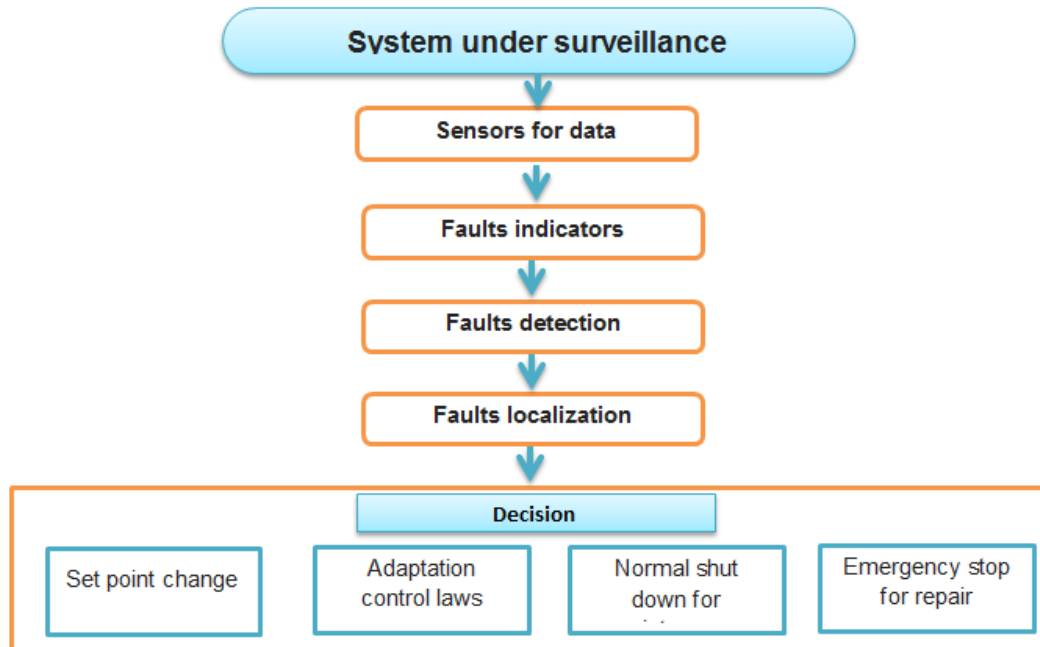 System under surveillance
Sensors for data
Faults indicators
Faults detection
Faults localization
Decision
Set point change
Adaptation
control laws
Normal shut
down for
Emergency stop
for repair